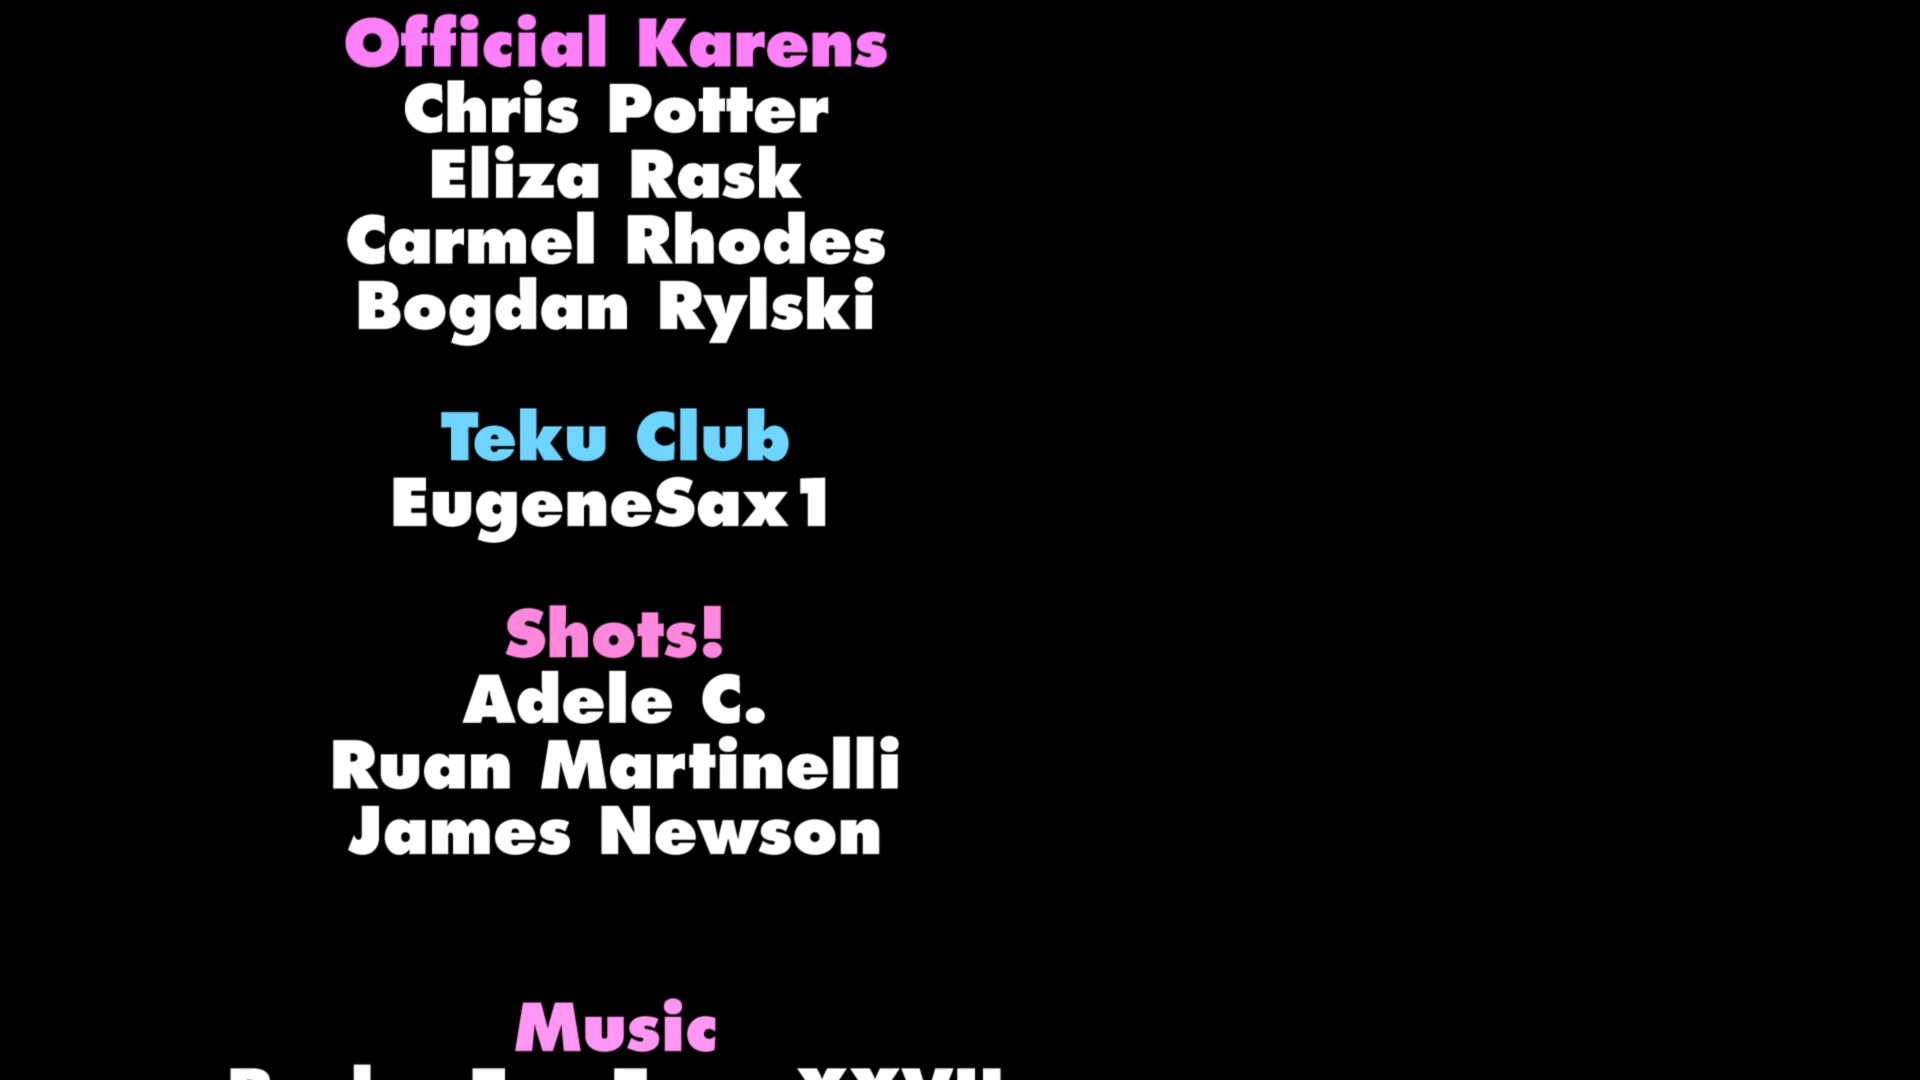 Official Karens
Chris Potter
Eliza Rask
Carmel Rhodes
Bogdan Rylski
Teku Club
EugeneSax1
Shots!
Adele C.
Ruan Martinelli
James Newson
Music